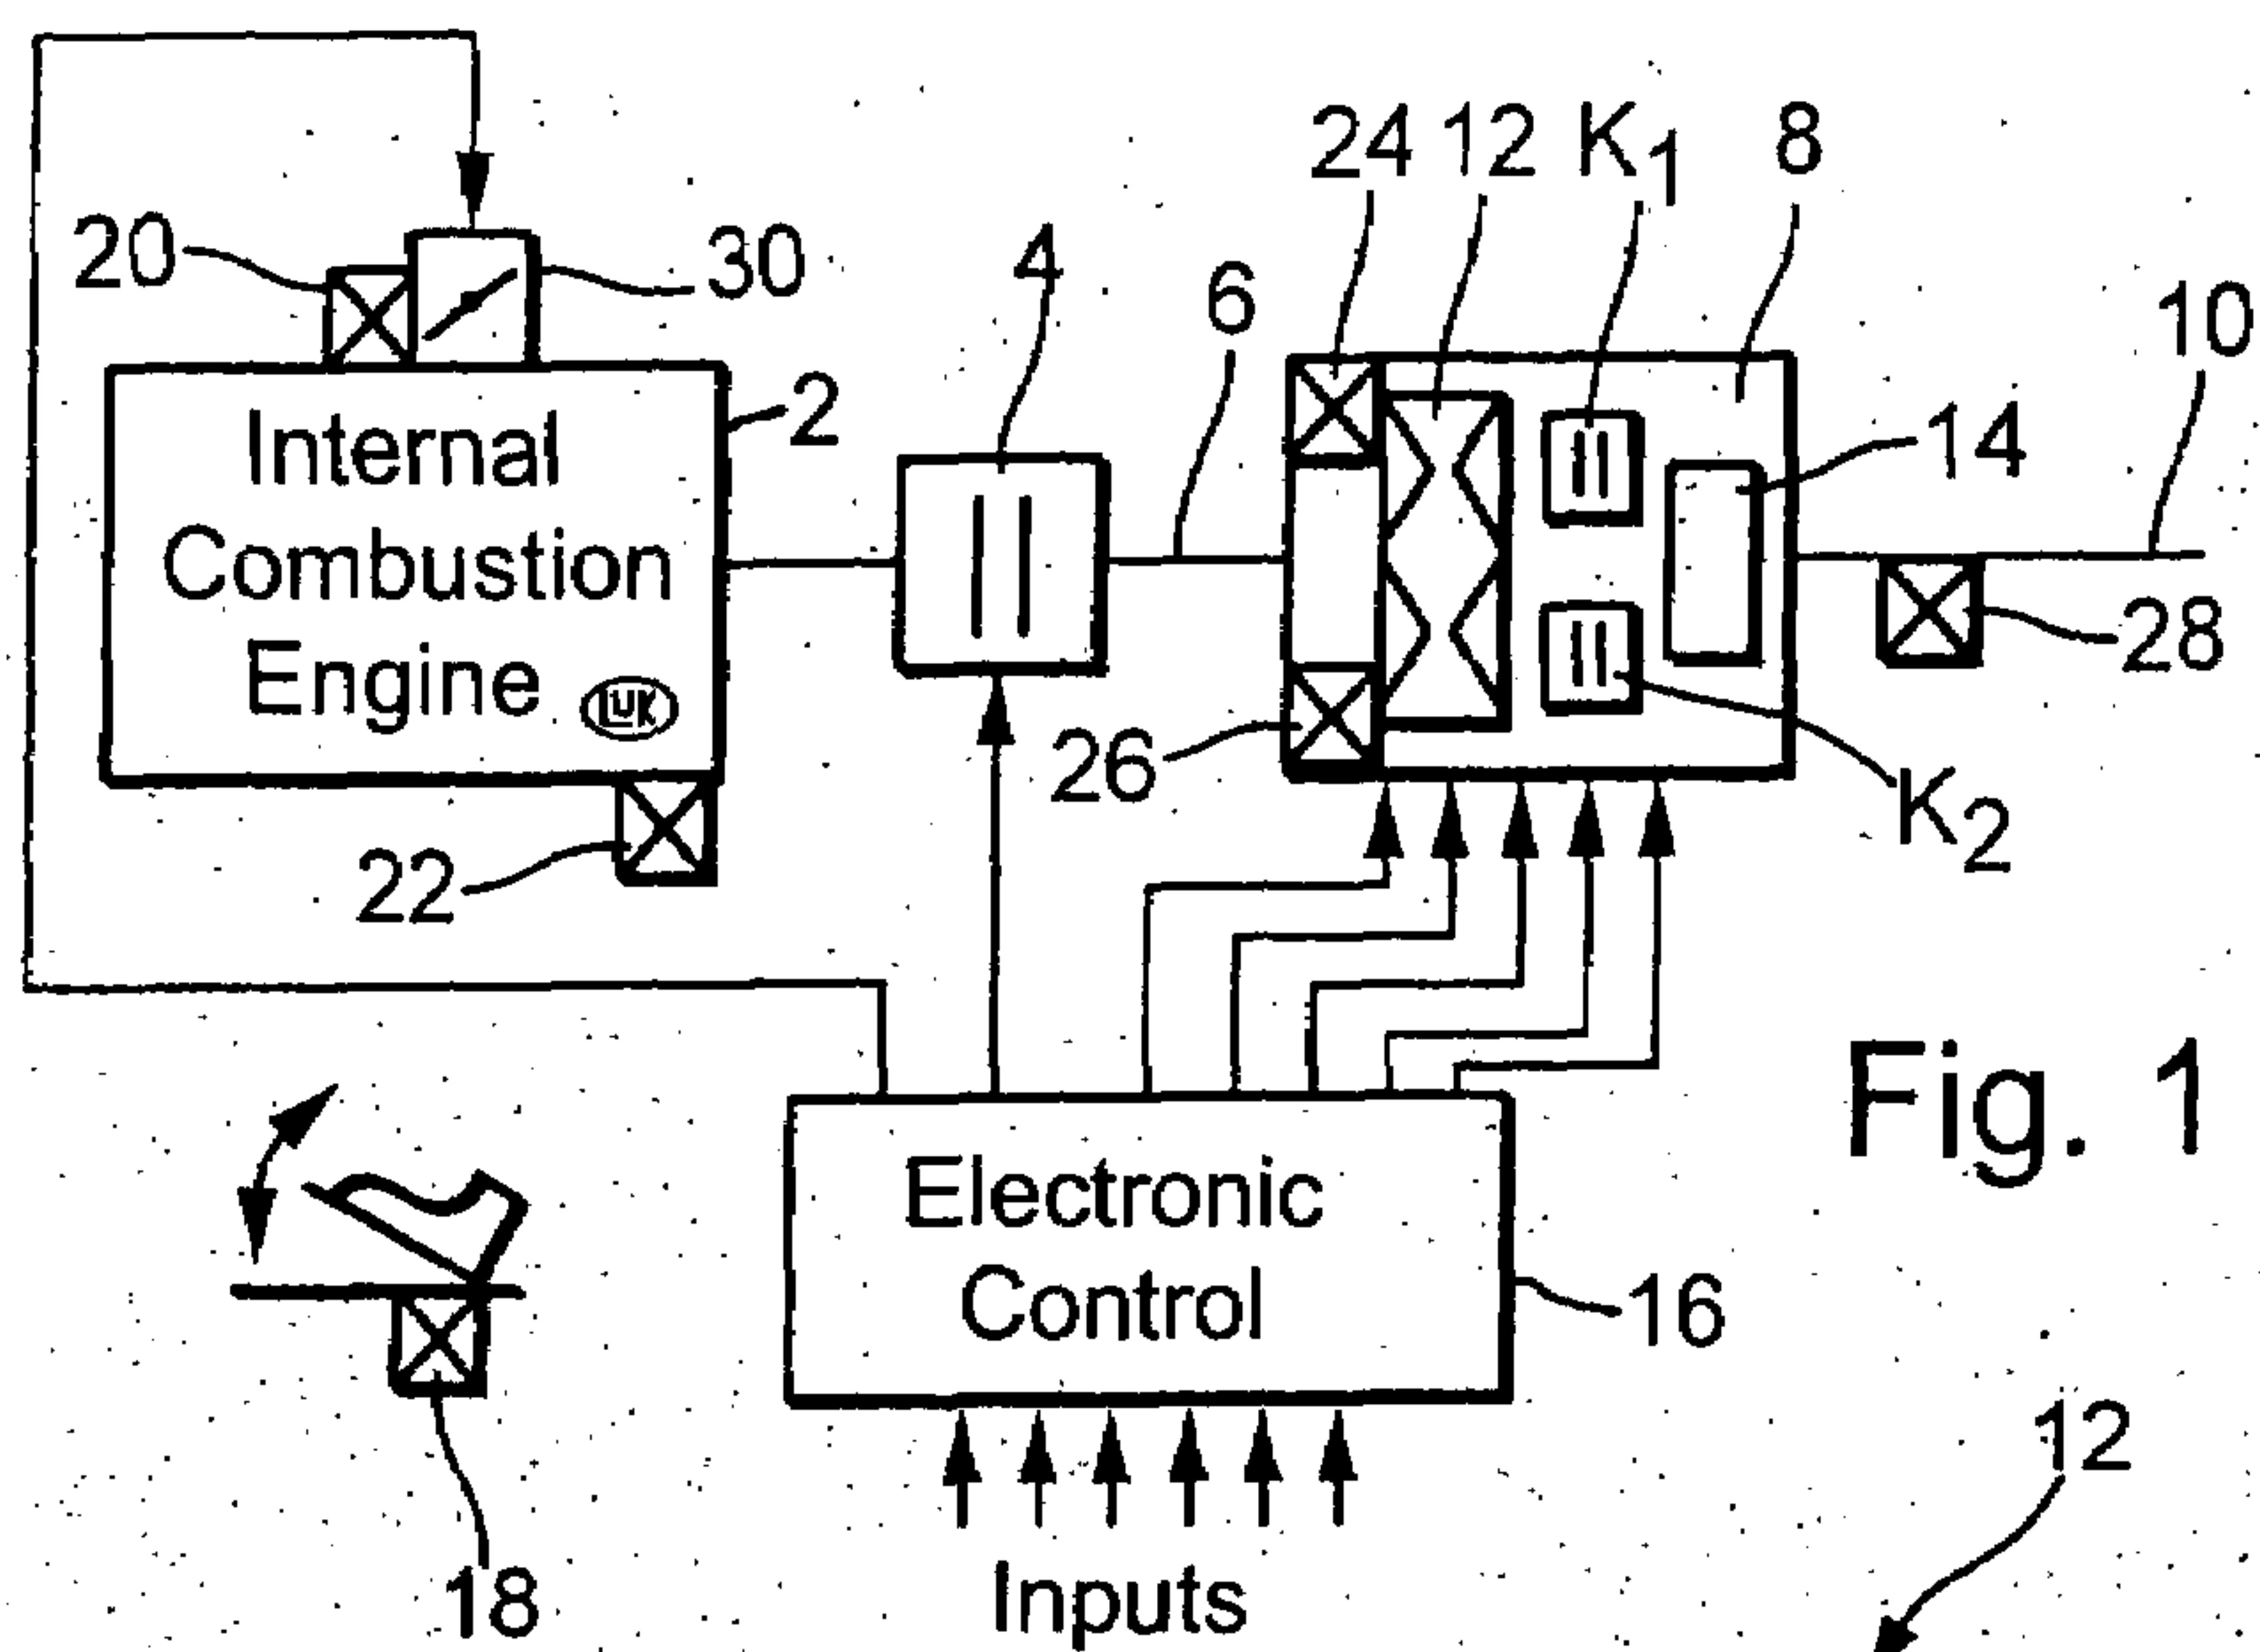 24 12 K1 8
20 30 4 6 10
Internal
Combustion
Engine
LUK
2
14
28
26
K2
22
Fig. 1
Electronic
Control
16
12
18
Inputs